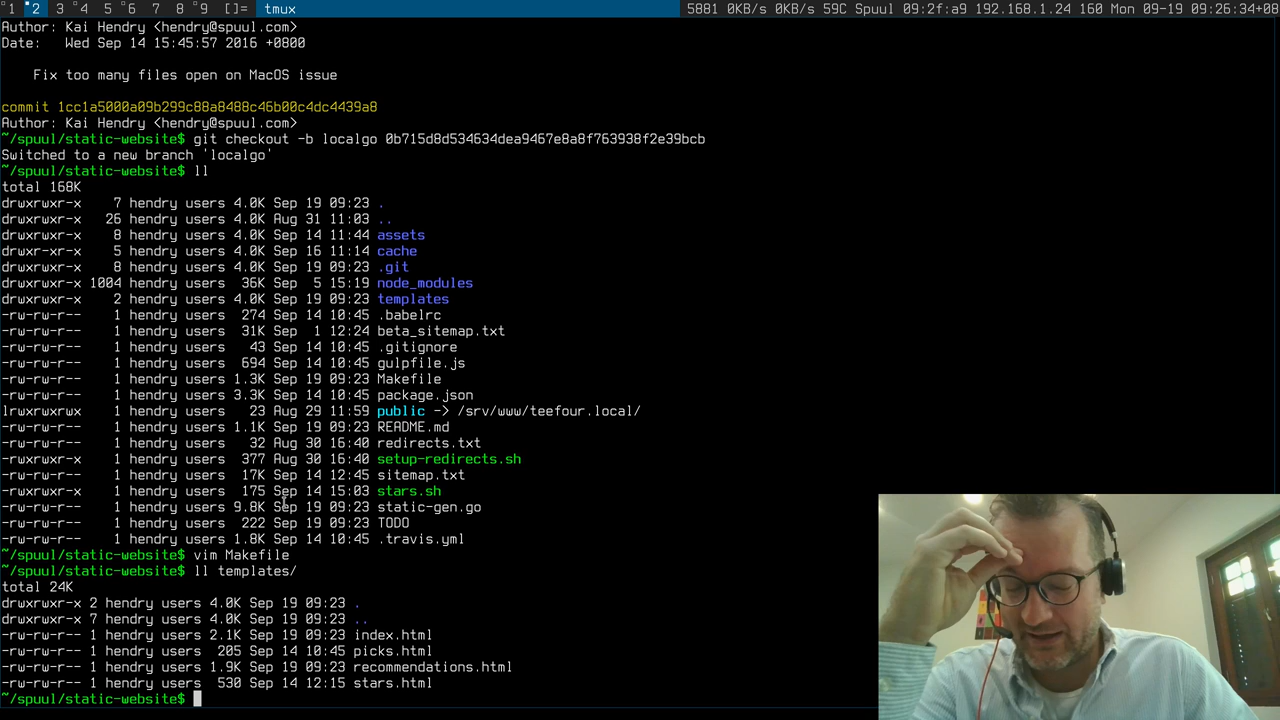 1 2 3 4 5 6 7 8 9 []= tmux 5881 0KB/s 0KB/s 59C Spuul 09:2f:a9 192.168.1.24 160 Mon 09-19 09:26:34+08
Author: Kai Hendry <hendry@spuul.com>
Date:   Wed Sep 14 15:45:57 2016 +0800
    Fix too many files open on MacOS issue
commit 1cc1a5000a09b299c88a8488c46b00c4dc4439a8
Author: Kai Hendry <hendry@spuul.com>
~/spuul/static-website$ git checkout -b localgo 0b715d8d534634dea9467e8a8f763938f2e39bcb
Switched to a new branch 'localgo'
~/spuul/static-website$ ll
total 168K
drwxrwxr-x    7 hendry users 4.0K Sep 19 09:23 .
drwxrwxr-x   26 hendry users 4.0K Aug 31 11:03 ..
drwxrwxr-x    8 hendry users 4.0K Sep 14 11:44 assets
drwxr-xr-x    5 hendry users 4.0K Sep 16 11:14 cache
drwxrwxr-x    8 hendry users 4.0K Sep 19 09:23 .git
drwxrwxr-x 1004 hendry users  36K Sep  5 15:19 node_modules
drwxrwxr-x    2 hendry users 4.0K Sep 19 09:23 templates
-rw-rw-r--    1 hendry users  274 Sep 14 10:45 .babelrc
-rw-rw-r--    1 hendry users  31K Sep  1 12:24 beta_sitemap.txt
-rw-rw-r--    1 hendry users   43 Sep 14 10:45 .gitignore
-rw-rw-r--    1 hendry users  694 Sep 14 10:45 gulpfile.js
-rw-rw-r--    1 hendry users 1.3K Sep 19 09:23 Makefile
-rw-rw-r--    1 hendry users 3.3K Sep 14 10:45 package.json
lrwxrwxrwx    1 hendry users   23 Aug 29 11:59 public -> /srv/www/teefour.local/
-rw-rw-r--    1 hendry users 1.1K Sep 19 09:23 README.md
-rw-rw-r--    1 hendry users   32 Aug 30 16:40 redirects.txt
-rwxrwxr-x    1 hendry users  377 Aug 30 16:40 setup-redirects.sh
-rw-rw-r--    1 hendry users  17K Sep 14 12:45 sitemap.txt
-rwxrwxr-x    1 hendry users  175 Sep 14 15:03 stars.sh
-rw-rw-r--    1 hendry users 9.8K Sep 19 09:23 static-gen.go
-rw-rw-r--    1 hendry users  222 Sep 19 09:23 TODO
-rw-rw-r--    1 hendry users 1.8K Sep 14 10:45 .travis.yml
~/spuul/static-website$ vim Makefile
~/spuul/static-website$ ll templates/
total 24K
drwxrwxr-x 2 hendry users 4.0K Sep 19 09:23 .
drwxrwxr-x 7 hendry users 4.0K Sep 19 09:23 ..
-rw-rw-r-- 1 hendry users 2.1K Sep 19 09:23 index.html
-rw-rw-r-- 1 hendry users  205 Sep 14 10:45 picks.html
-rw-rw-r-- 1 hendry users 1.9K Sep 19 09:23 recommendations.html
-rw-rw-r-- 1 hendry users  530 Sep 14 12:15 stars.html
~/spuul/static-website$